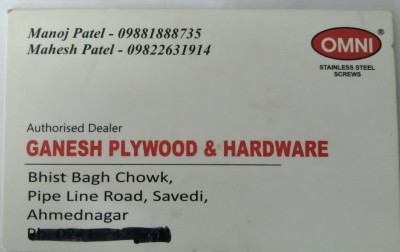 Manoj Patel - 09881888735
Mahesh Patel - 09822631914
OMNI ®
STAINLESS STEEL
SCREWS
Authorised Dealer
GANESH PLYWOOD & HARDWARE
Bhist Bagh Chowk,
Pipe Line Road, Savedi,
Ahmednagar